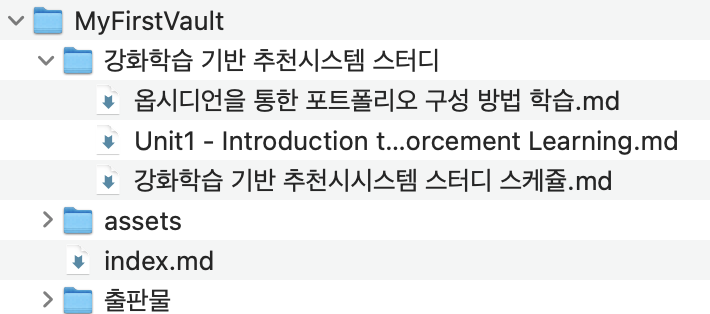 MyFirstVault
강화학습 기반 추천시스템 스터디
옵시디언을 통한 포트폴리오 구성 방법 학습.md
Unit1 - Introduction t...orcement Learning.md
강화학습 기반 추천시시스템 스터디 스케쥴.md
assets
index.md
출판물